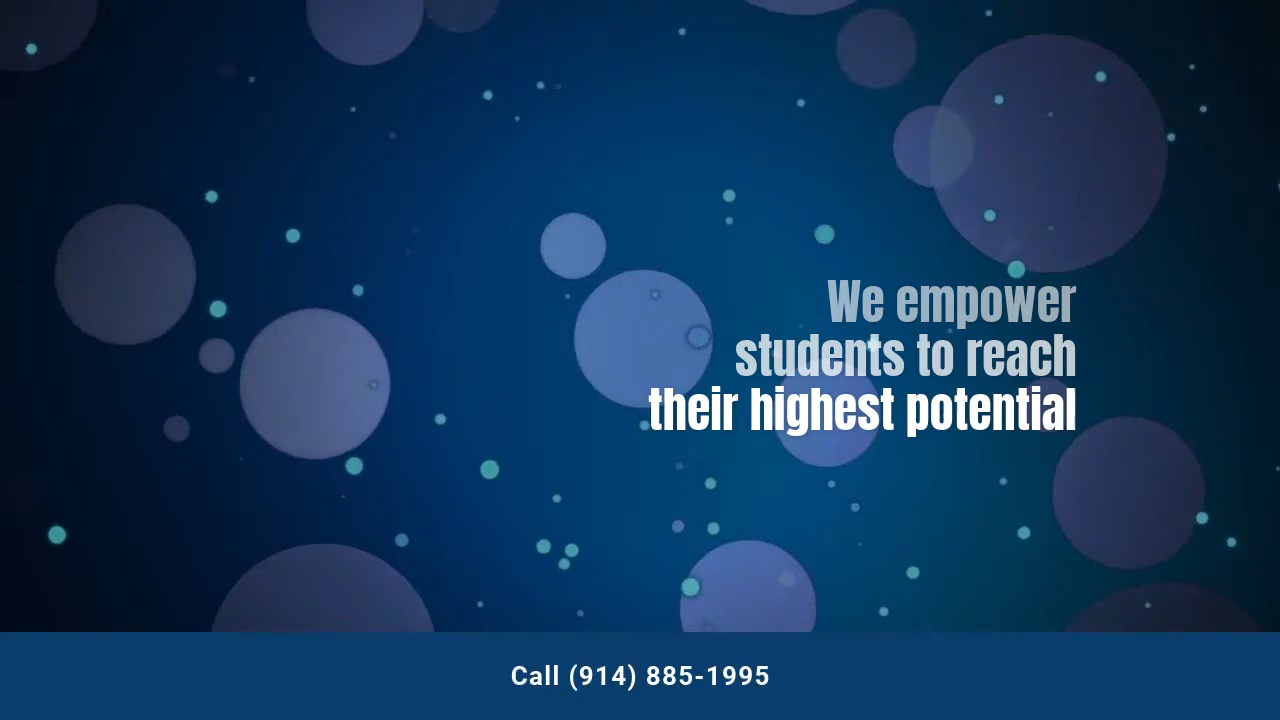 We empower
students to reach
their highest potential
Call (914) 885-1995